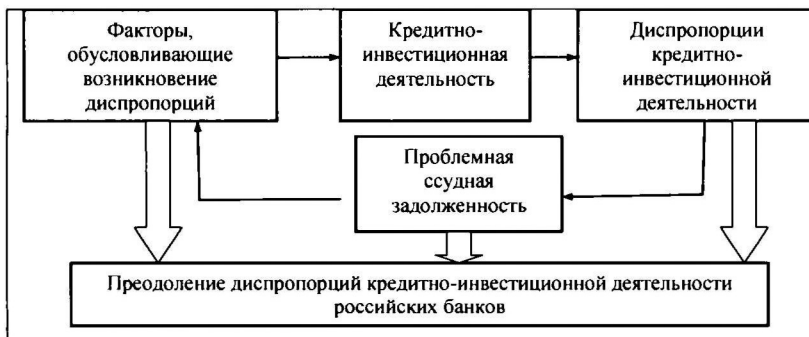 Факторы,
обусловливающие
возникновение
диспропорций
Кредитно-
инвестиционная
деятельность
Диспропорции
кредитно-
инвестиционной
деятельности
Проблемная
ссудная
задолженность
Преодоление диспропорций кредитно-инвестиционной деятельности
российских банков